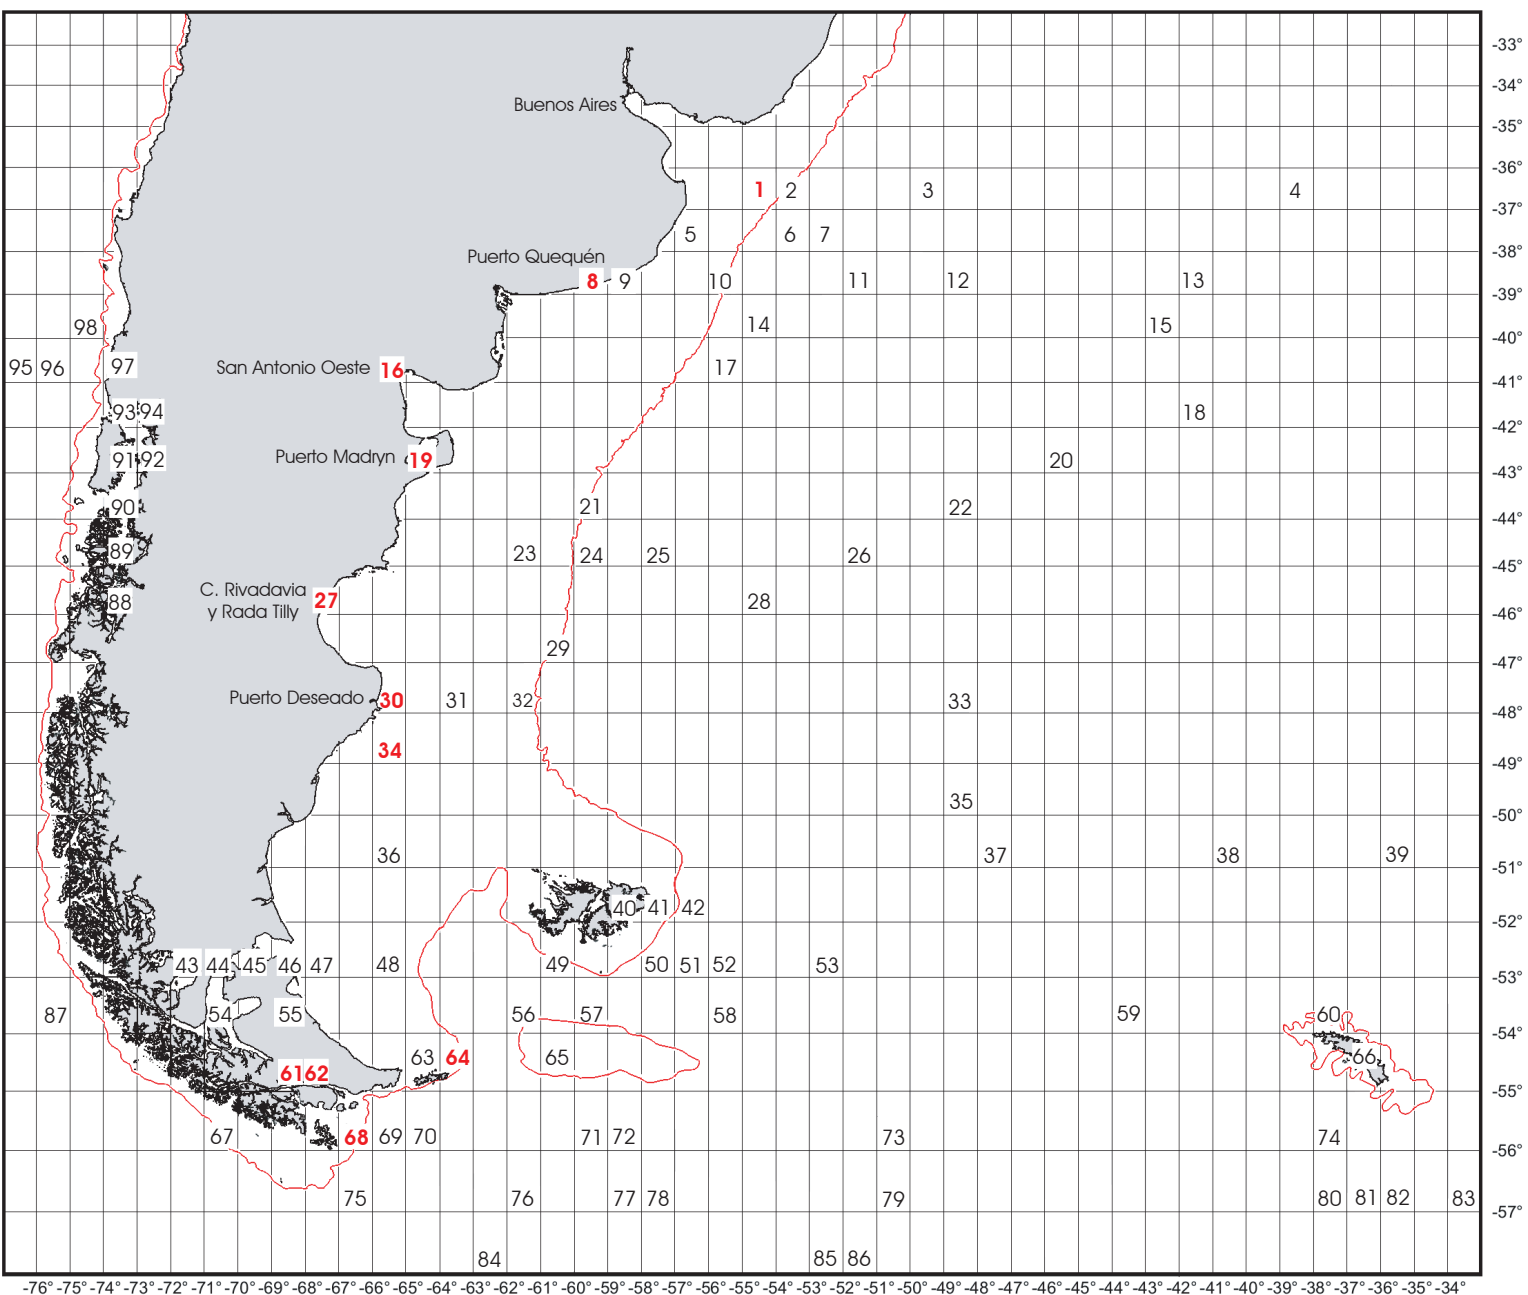 -33°
-34°
Buenos Aires
-35°
-36°
1 2 3 4
-37°
5 6 7
-38°
Puerto Quequén
8 9 10 11 12 13
-39°
98 14 15
-40°
95 96 97 San Antonio Oeste 16 17
-41°
93 94 18
-42°
91 92 Puerto Madryn 19 20
-43°
90 21 22
-44°
89 23 24 25 26
-45°
C. Rivadavia
y Rada Tilly
88 27 28
-46°
29
-47°
Puerto Deseado 30 31 32 33
-48°
34
-49°
35
-50°
36 37 38 39
-51°
40 41 42
-52°
43 44 45 46 47 48 49 50 51 52 53
-53°
87 54 55 56 57 58 59 60
-54°
61 62 63 64 65 66
-55°
67 68 69 70 71 72 73 74
-56°
75 76 77 78 79 80 81 82 83
-57°
84 85 86
-76° -75° -74° -73° -72° -71° -70° -69° -68° -67° -66° -65° -64° -63° -62° -61° -60° -59° -58° -57° -56° -55° -54° -53° -52° -51° -50° -49° -48° -47° -46° -45° -44° -43° -42° -41° -40° -39° -38° -37° -36° -35° -34°